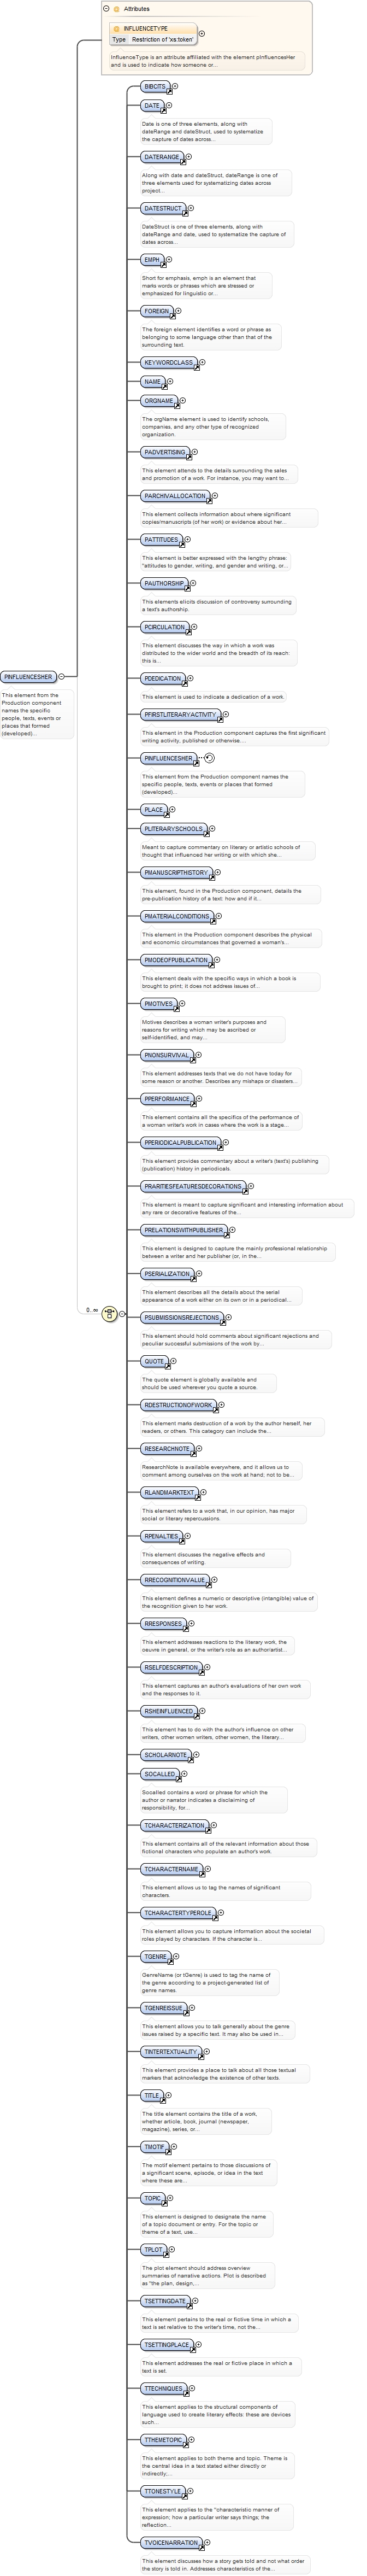 Attributes
INFLUENCETYPE
Type Restriction of 'xs:token'
InfluenceType is an attribute affiliated with the element pInfluencesHer
and is used to indicate how someone or...
PINFLUENCESHER
This element from the
Production component
names the specific
people, texts, events or
places that formed
(developed)...
0..∞
BIBCITS
DATE
Date is one of three elements, along with
dateRange and dateStruct, used to systematize
the capture of dates across...
DATERANGE
Along with date and dateStruct, dateRange is one of
three elements used for systematizing dates across
project...
DATESTRUCT
DateStruct is one of three elements, along with
dateRange and date, used to systematize the capture of
dates across...
EMPH
Short for emphasis, emph is an element that
marks words or phrases which are stressed or
emphasized for linguistic or...
FOREIGN
The foreign element identifies a word or phrase as
belonging to some language other than that of the
surrounding text.
KEYWORDCLASS
NAME
ORGNAME
The orgName element is used to identify schools,
companies, and any other type of recognized
organization.
PADVERTISING
This element attends to the details surrounding the sales
and promotion of a work. For instance, you may want to...
PARCHIVALLOCATION
This element collects information about where significant
copies/manuscripts (of her work) or evidence about her...
PATTITUDES
This element is better expressed with the lengthy phrase:
"attitudes to gender, writing, and gender and writing, or...
PAUTHORSHIP
This elements elicits discussion of controversy surrounding
a text's authorship.
PCIRCULATION
This element discusses the way in which a work was
distributed to the wider world and the breadth of its reach:
this is...
PDEDICATION
This element is used to indicate a dedication of a work.
PFIRSTLITERARYACTIVITY
This element in the Production component captures the first significant
writing activity, published or otherwise....
PINFLUENCESHER
This element from the Production component names the
specific people, texts, events or places that formed
(developed)...
PLACE
PLITERARYSCHOOLS
Meant to capture commentary on literary or artistic schools of
thought that influenced her writing or with which she...
PMANUSCRIPTHISTORY
This element, found in the Production component, details the
pre-publication history of a text: how and if it...
PMATERIALCONDITIONS
This element in the Production component describes the physical
and economic circumstances that governed a woman's...
PMODEOFPUBLICATION
This element deals with the specific ways in which a book is
brought to print; it does not address issues of...
PMOTIVES
Motives describes a woman writer's purposes and
reasons for writing which may be ascribed or
self-identified, and may...
PNONSURVIVAL
This element addresses texts that we do not have today for
some reason or another. Describes any mishaps or disasters...
PPERFORMANCE
This element contains all the specifics of the performance of
a woman writer's work in cases where the work is a stage...
PPERIODICALPUBLICATION
This element provides commentary about a writer's (text's) publishing
(publication) history in periodicals.
PRARITIESFEATURESDECORATIONS
This element is meant to capture significant and interesting information about
any rare or decorative features of the...
PRELATIONSWITHPUBLISHER
This element is designed to capture the mainly professional relationship
between a writer and her publisher (or, in the...
PSERIALIZATION
This element describes all the details about the serial
appearance of a work either on its own or in a periodical...
PSUBMISSIONSREJECTIONS
This element should hold comments about significant rejections and
peculiar successful submissions of the work by...
QUOTE
The quote element is globally available and
should be used wherever you quote a source.
RDESTRUCTIONOFWORK
This element marks destruction of a work by the author herself, her
readers, or others. This category can include the...
RESEARCHNOTE
ResearchNote is available everywhere, and it allows us to
comment among ourselves on the work at hand; not to be...
RLANDMARKTEXT
This element refers to a work that, in our opinion, has major
social or literary repercussions.
RPENALTIES
This element discusses the negative effects and
consequences of writing.
RRECOGNITIONVALUE
This element defines a numeric or descriptive (intangible) value of
the recognition given to her work.
RRESPONSES
This element addresses reactions to the literary work, the
oeuvre in general, or the writer's role as an author/artist...
RSELFDESCRIPTION
This element captures an author's evaluations of her own work
and the responses to it.
RSHEINFLUENCED
This element has to do with the author's influence on other
writers, other women writers, other women, the literary...
SCHOLARNOTE
SOCALLED
Socalled contains a word or phrase for which the
author or narrator indicates a disclaiming of
responsibility, for...
TCHARACTERIZATION
This element contains all of the relevant information about those
fictional characters who populate an author's work.
TCHARACTERNAME
This element allows us to tag the names of significant
characters.
TCHARACTERTYPEROLE
This element allows you to capture information about the societal
roles played by characters. If the character is...
TGENRE
GenreName (or tGenre) is used to tag the name of
the genre according to a project-generated list of
genre names.
TGENREISSUE
This element allows you to talk generally about the genre
issues raised by a specific text. It may also be used in...
TINTERTEXTUALITY
This element provides a place to talk about all those textual
markers that acknowledge the existence of other texts.
TITLE
The title element contains the title of a work,
whether article, book, journal (newspaper,
magazine), series, or...
TMOTIF
The motif element pertains to those discussions of
a significant scene, episode, or idea in the text
where these are...
TOPIC
This element is designed to designate the name
of a topic document or entry. For the topic or
theme of a text, use...
TPLOT
The plot element should address overview
summaries of narrative actions. Plot is described
as "the plan, design,...
TSETTINGDATE
This element pertains to the real or fictive time in which a
text is set relative to the writer's time, not the...
TSETTINGPLACE
This element addresses the real or fictive place in which a
text is set.
TTECHNIQUES
This element applies to the structural components of
language used to create literary effects: these are devices
such...
TTHEMETOPIC
This element applies to both theme and topic. Theme is
the central idea in a text stated either directly or
indirectly;...
TTONESTYLE
This element applies to the "characteristic manner of
expression; how a particular writer says things; the
reflection...
TVOICENARRATION
This element discusses how a story gets told and not what order
the story is told in. Addresses characteristics of the...